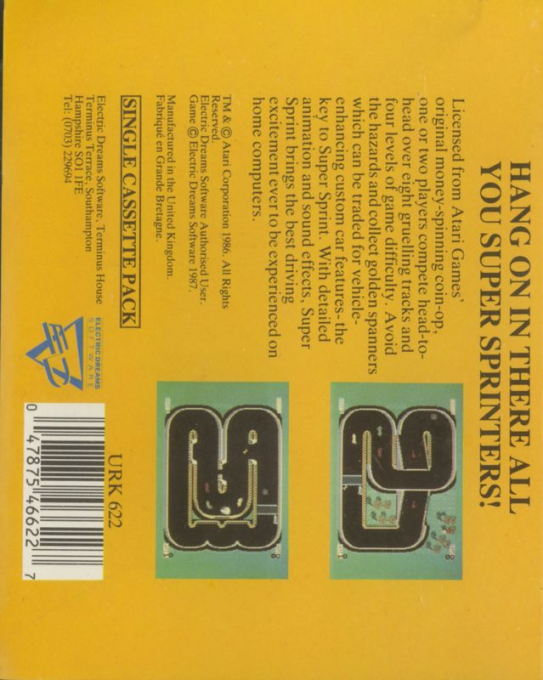 HANG ON IN THERE ALL
YOU SUPER SPRINTERS!
Licensed from Atari Games'
original money-spinning coin-op,
one or two players compete head-to-
head over eight gruelling tracks and
four levels of game difficulty. Avoid
the hazards and collect golden spanners
which can be traded for vehicle-
enhancing custom car features-the
key to Super Sprint. With detailed
animation and sound effects, Super
Sprint brings the best driving
excitement ever to be experienced on
home computers.
TM & © Atari Corporation 1986. All Rights
Reserved.
Electric Dreams Software Authorised User.
Game © Electric Dreams Software 1987.
Manufactured in the United Kingdom.
Fabriqué en Grande Bretagne.
SINGLE CASSETTE PACK
Electric Dreams Software, Terminus House
Terminus Terrace, Southampton
Hampshire SO1 1FE
Tel: (0703) 229694
ELECTRIC DREAMS
SOFTWARE
URK 622
0 47875 46622 7